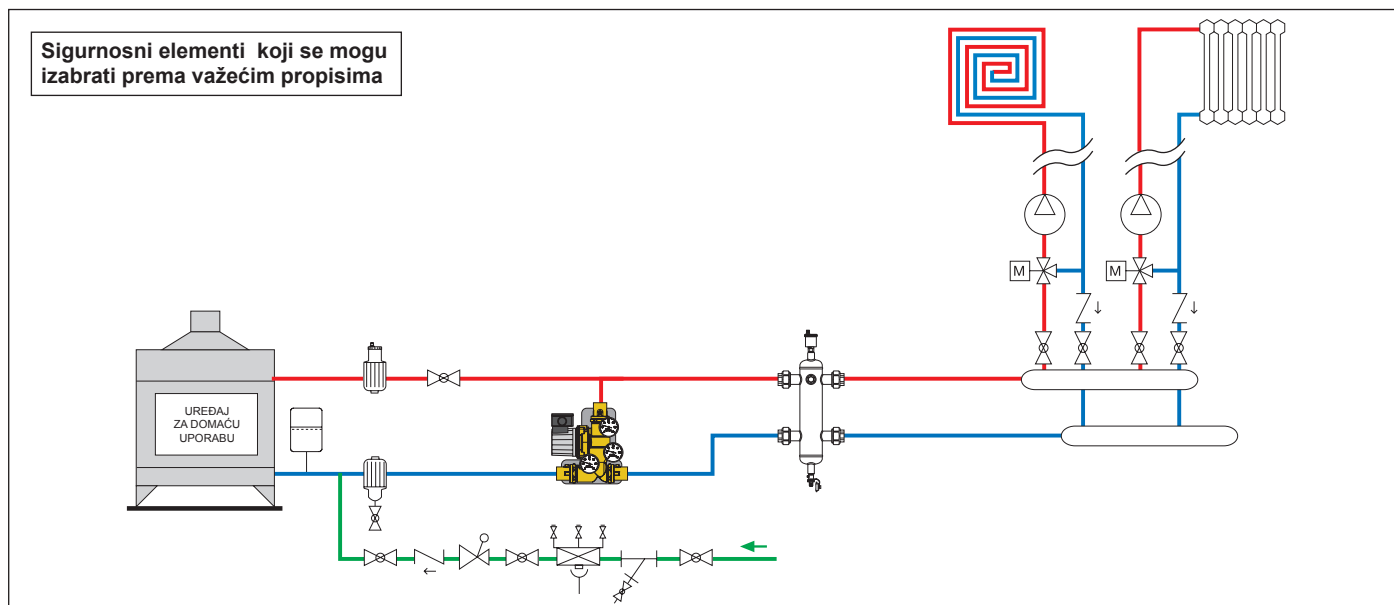 Sigurnosni elementi koji se mogu
izabrati prema važećim propisima
M
M
UREĐAJ
ZA DOMAĆU
UPORABU